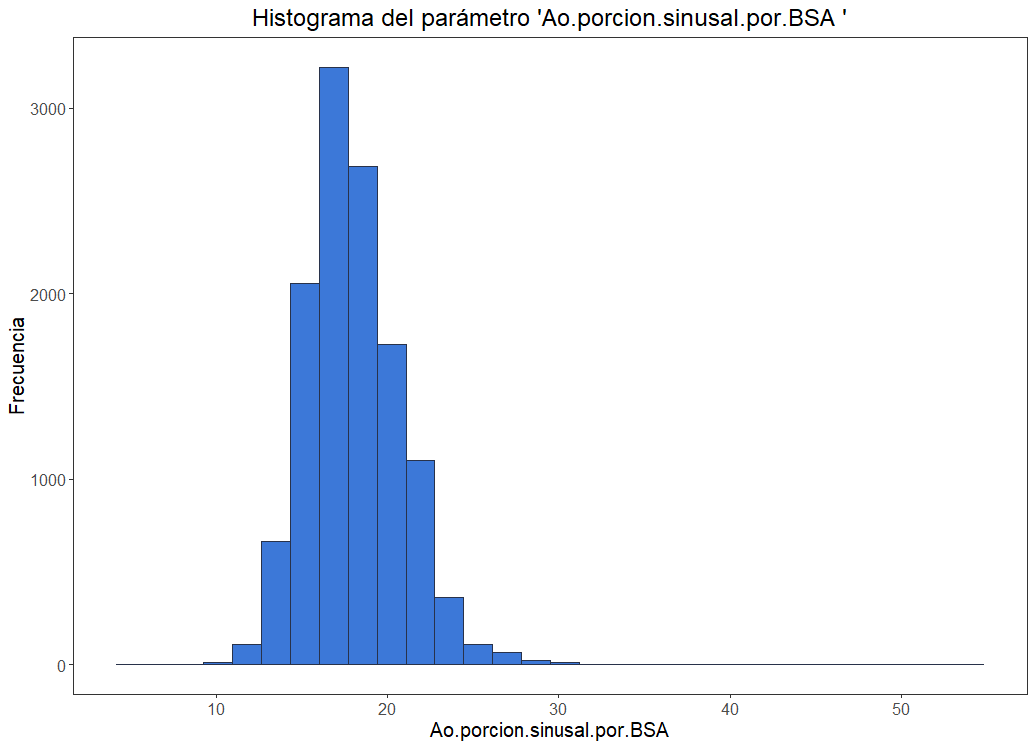 Histograma del parámetro 'Ao.porcion.sinusal.por.BSA '
Frecuencia
3000
2000
1000
0
10 20 30 40 50
Ao.porcion.sinusal.por.BSA